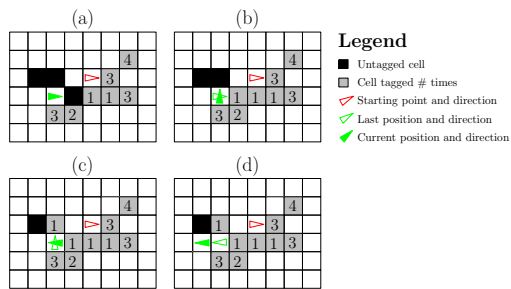 (a)
4
3
1 1 3
3 2
(b)
4
3
1 1 1 3
3 2
Legend
Untagged cell
Cell tagged # times
Starting point and direction
Last position and direction
Current position and direction
(c)
4
1 3
1 1 1 3
3 2
(d)
4
1 3
1 1 1 3
3 2